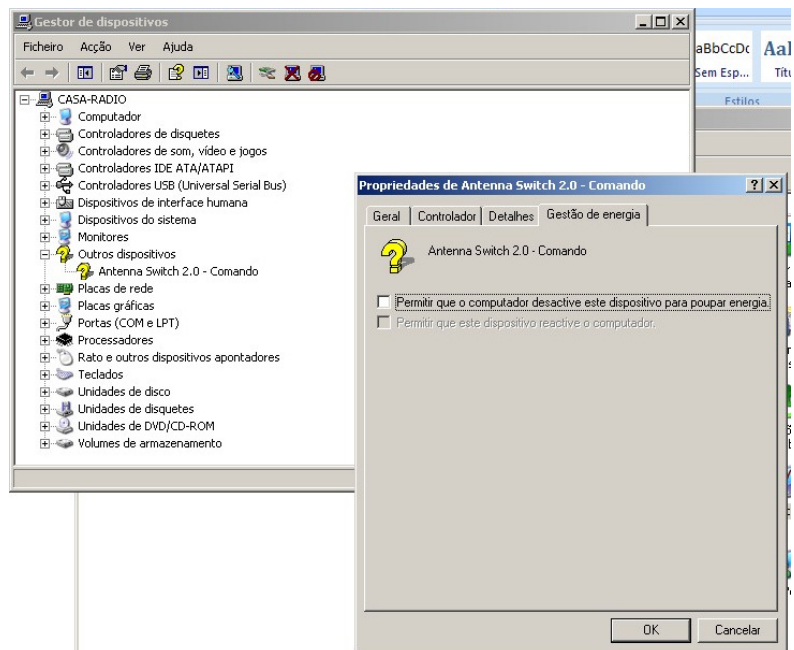 Gestor de dispositivos
Ficheiro Acção Ver Ajuda
CASA-RADIO
Computador
Controladores de disquetes
Controladores de som, vídeo e jogos
Controladores IDE ATA/ATAPI
Controladores USB (Universal Serial Bus)
Dispositivos de interface humana
Dispositivos do sistema
Monitores
Outros dispositivos
Antenna Switch 2.0 - Comando
Placas de rede
Placas gráficas
Portas (COM e LPT)
Processadores
Rato e outros dispositivos apontadores
Teclados
Unidades de disco
Unidades de disquetes
Unidades de DVD/CD-ROM
Volumes de armazenamento
aBbCcDc AaI
Sem Esp... Títu
Estilos
Propriedades de Antenna Switch 2.0 - Comando
Geral Controlador Detalhes Gestão de energia
Antenna Switch 2.0 - Comando
Permitir que o computador desactive este dispositivo para poupar energia.
Permitir que este dispositivo reactive o computador.
OK Cancelar